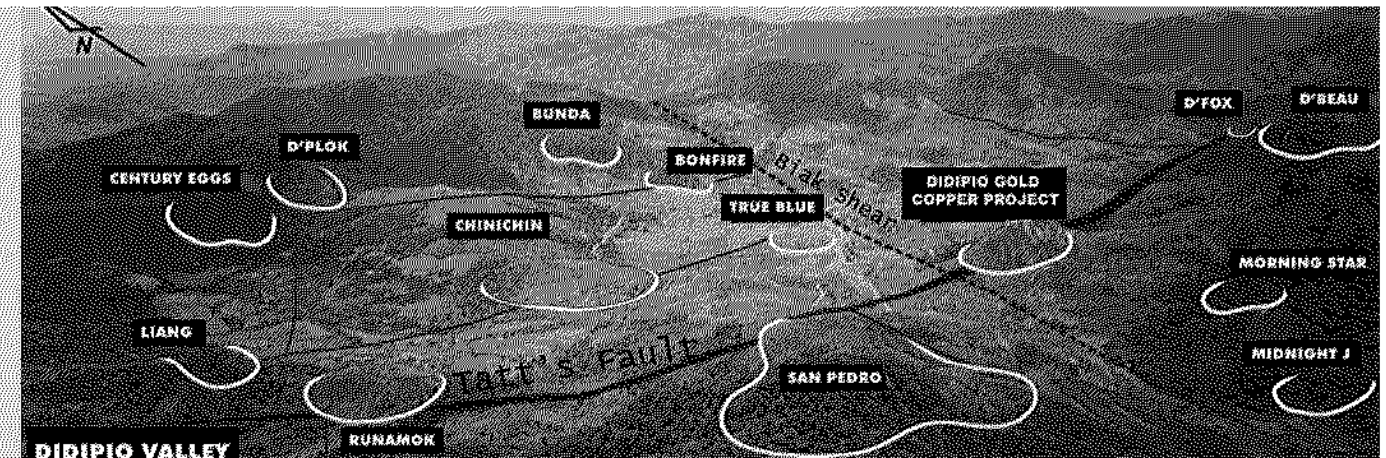 N
D'FOX
D'BEAU
BUNDA
D'PLOK
BONFIRE
Biak Shear
CENTURY EGGS
DIDIPIO GOLD
COPPER PROJECT
TRUE BLUE
CHINICHIN
MORNING STAR
LIANG
Tatt's Fault
MIDNIGHT J
SAN PEDRO
RUNAMOK
DIDIPIO VALLEY